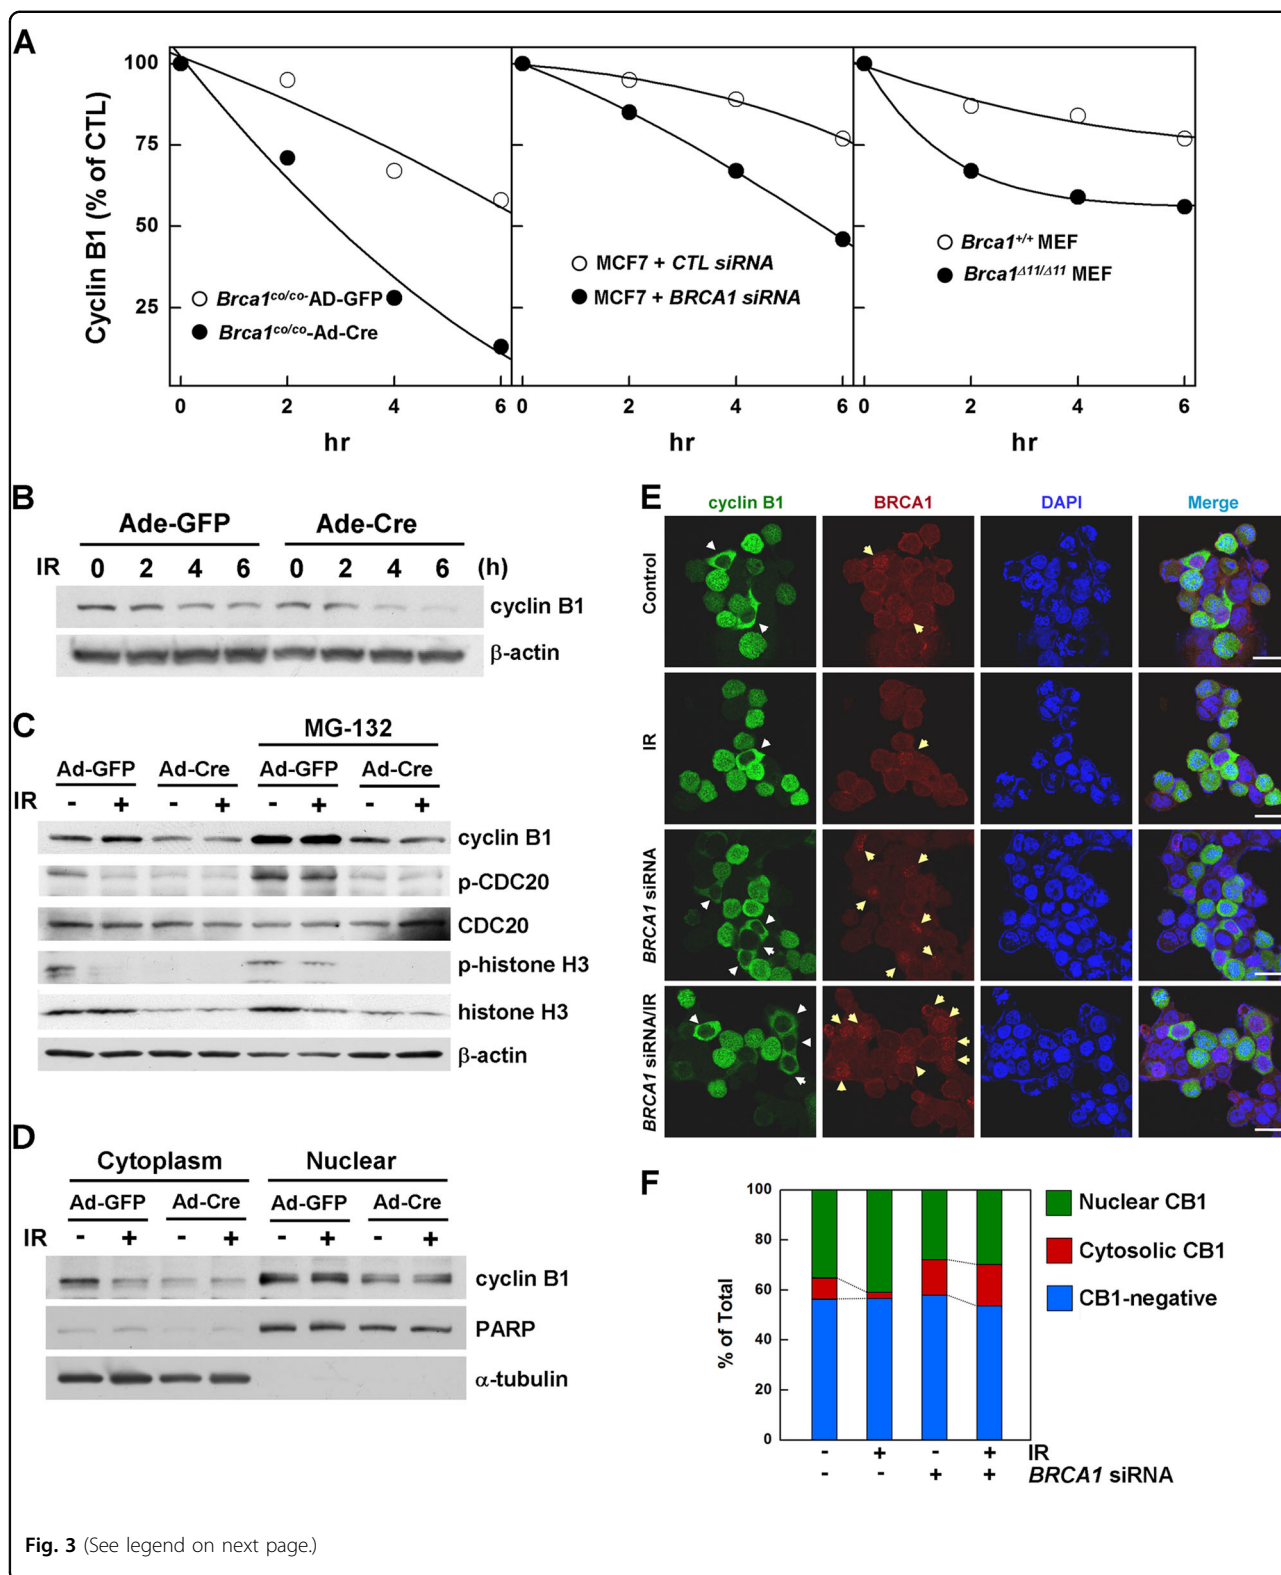 A
Cyclin B1 (% of CTL)
100
75
50
25
Brca1co/co-AD-GFP
Brca1co/co-Ad-Cre
MCF7 + CTL siRNA
MCF7 + BRCA1 siRNA
Brca1+/+ MEF
Brca1Δ11/Δ11 MEF
0 2 4 6 0 2 4 6 0 2 4 6
hr hr hr
B
Ade-GFP Ade-Cre
IR 0 2 4 6 0 2 4 6 (h)
cyclin B1
β-actin
C
MG-132
Ad-GFP Ad-Cre Ad-GFP Ad-Cre
IR - + - + - + - +
cyclin B1
p-CDC20
CDC20
p-histone H3
histone H3
β-actin
D
Cytoplasm Nuclear
Ad-GFP Ad-Cre Ad-GFP Ad-Cre
IR - + - + - + - +
cyclin B1
PARP
α-tubulin
E
cyclin B1 BRCA1 DAPI Merge
Control
IR
BRCA1 siRNA
BRCA1 siRNA/IR
F
% of Total
100
80
60
40
20
0
Nuclear CB1
Cytosolic CB1
CB1-negative
- + - + IR
- - + + BRCA1 siRNA
Fig. 3 (See legend on next page.)